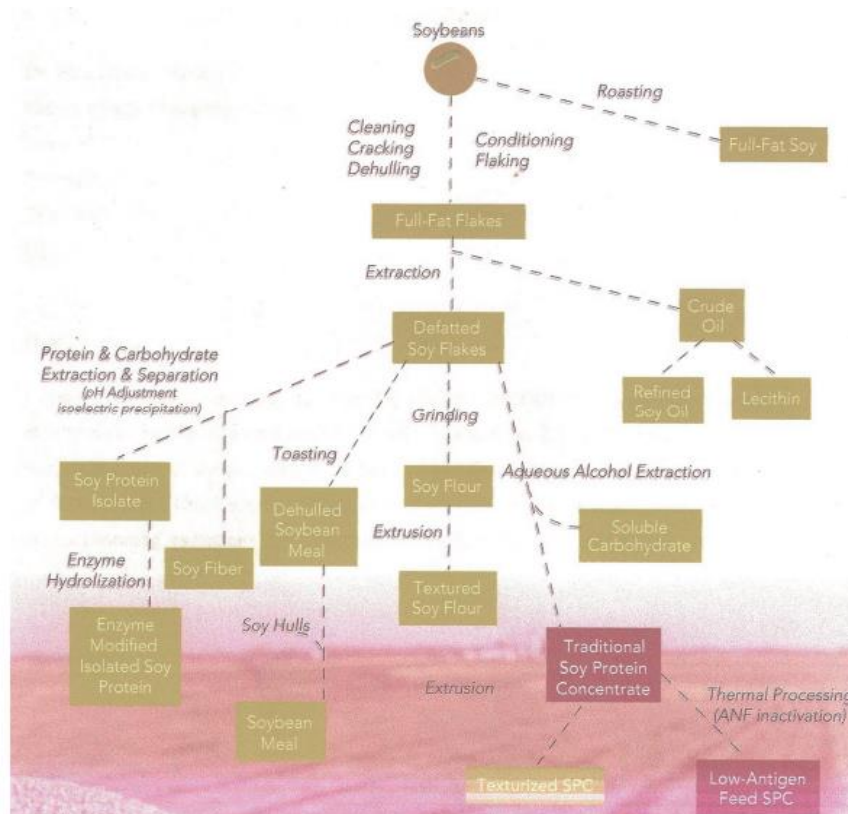 Soybeans
Roasting
Cleaning
Cracking
Dehulling
Conditioning
Flaking
Full-Fat Soy
Full-Fat Flakes
Extraction
Crude
Oil
Defatted
Soy Flakes
Protein & Carbohydrate
Extraction & Separation
(pH Adjustment
isoelectric precipitation)
Refined
Soy Oil
Lecithin
Grinding
Toasting
Aqueous Alcohol Extraction
Soy Protein
Isolate
Soy Flour
Dehulled
Soybean
Meal
Soluble
Carbohydrate
Extrusion
Enzyme
Hydrolization
Soy Fiber
Textured
Soy Flour
Enzyme
Modified
Isolated Soy
Protein
Soy Hulls
Traditional
Soy Protein
Concentrate
Extrusion
Thermal Processing
(ANF inactivation)
Soybean
Meal
Texturized SPC
Low-Antigen
Feed SPC